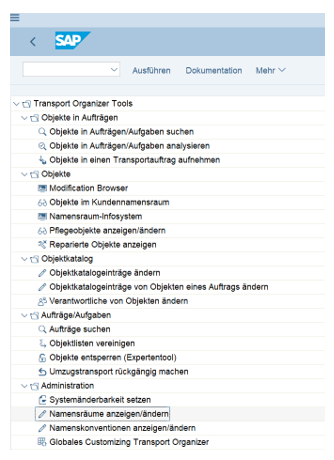 SAP
Ausführen Dokumentation Mehr
Transport Organizer Tools
Objekte in Aufträgen
Objekte in Aufträgen/Aufgaben suchen
Objekte in Aufträgen/Aufgaben analysieren
Objekte in einen Transportauftrag aufnehmen
Objekte
Modification Browser
Objekte im Kundennamensraum
Namensraum-Infosystem
Pflegeobjekte anzeigen/ändern
Reparierte Objekte anzeigen
Objektkatalog
Objektkatalogeinträge ändern
Objektkatalogeinträge von Objekten eines Auftrags ändern
Verantwortliche von Objekten ändern
Aufträge/Aufgaben
Aufträge suchen
Objektlisten vereinigen
Objekte entsperren (Expertentool)
Umzugstransport rückgängig machen
Administration
Systemänderbarkeit setzen
Namensräume anzeigen/ändern
Namenskonventionen anzeigen/ändern
Globales Customizing Transport Organizer